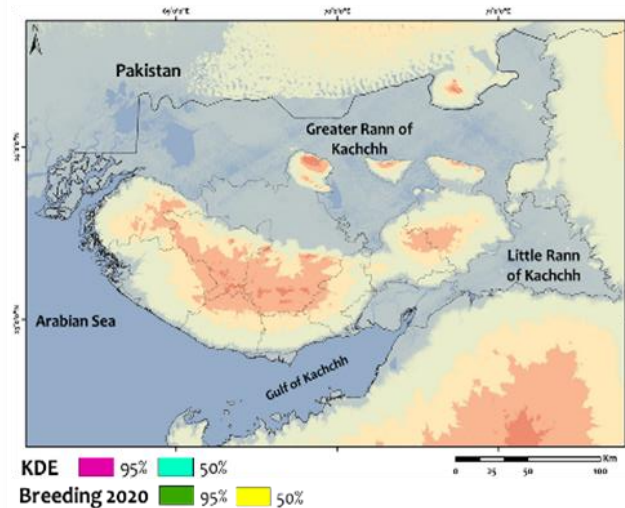 N
Pakistan
Greater Rann of
Kachchh
Little Rann
of Kachchh
Arabian Sea
Gulf of Kachchh
Km
0 25 50 100
KDE 95% 50%
Breeding 2020 95% 50%